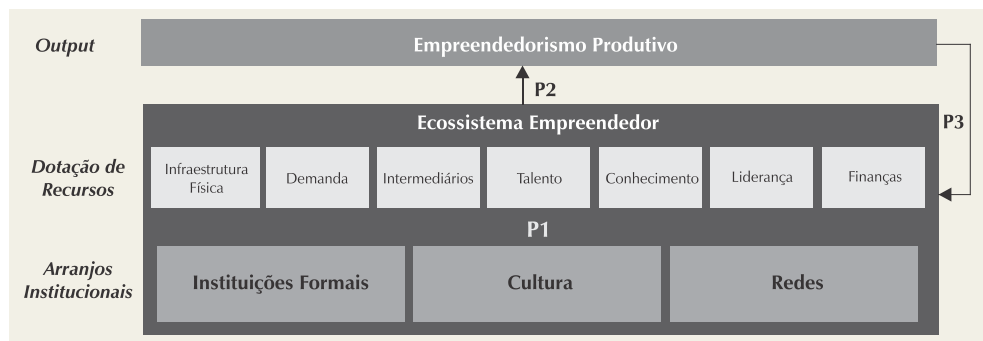 Output
Empreendedorismo Produtivo
P2
Ecossistema Empreendedor
P3
Dotação de
Recursos
Infraestrutura
Física
Demanda
Intermediários
Talento
Conhecimento
Liderança
Finanças
P1
Arranjos
Institucionais
Instituições Formais
Cultura
Redes